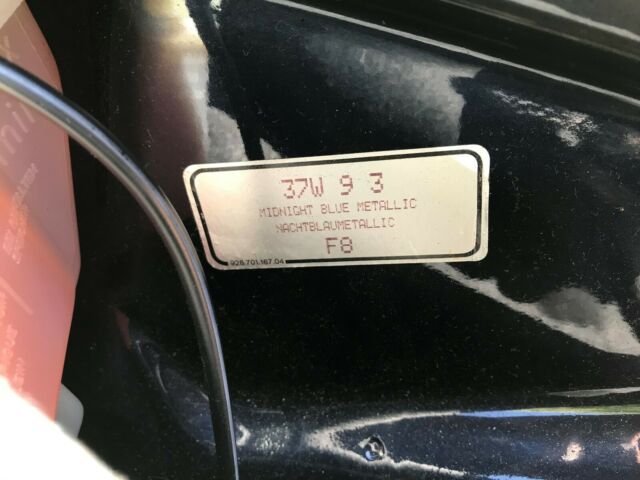 37W 9 3
MIDNIGHT BLUE METALLIC
NACHTBLAUMETALLIC
F8
928.701.167.04